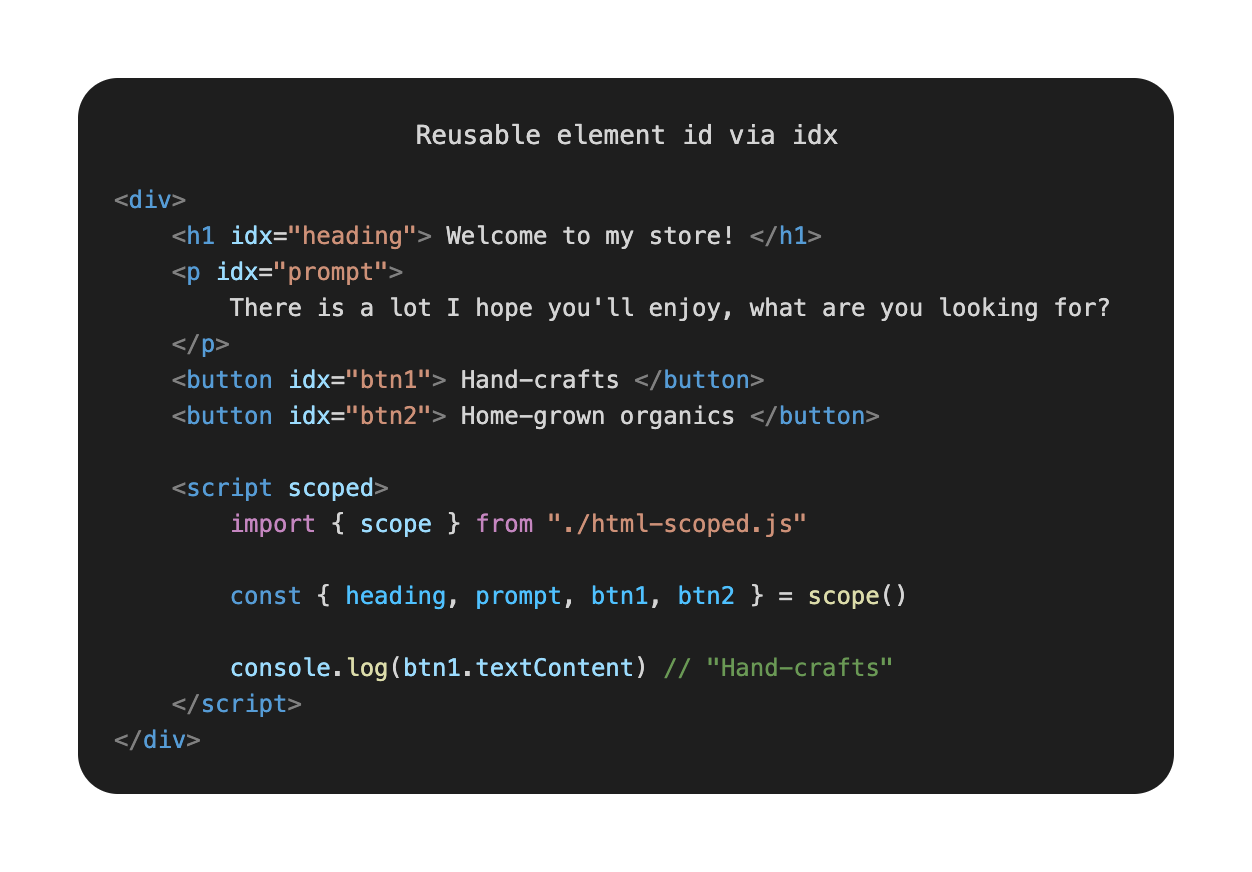 Reusable element id via idx
<div>
    <h1 idx="heading"> Welcome to my store! </h1>
    <p idx="prompt">
        There is a lot I hope you'll enjoy, what are you looking for?
    </p>
    <button idx="btn1"> Hand-crafts </button>
    <button idx="btn2"> Home-grown organics </button>
    <script scoped>
        import { scope } from "./html-scoped.js"
        const { heading, prompt, btn1, btn2 } = scope()
        console.log(btn1.textContent) // "Hand-crafts"
    </script>
</div>